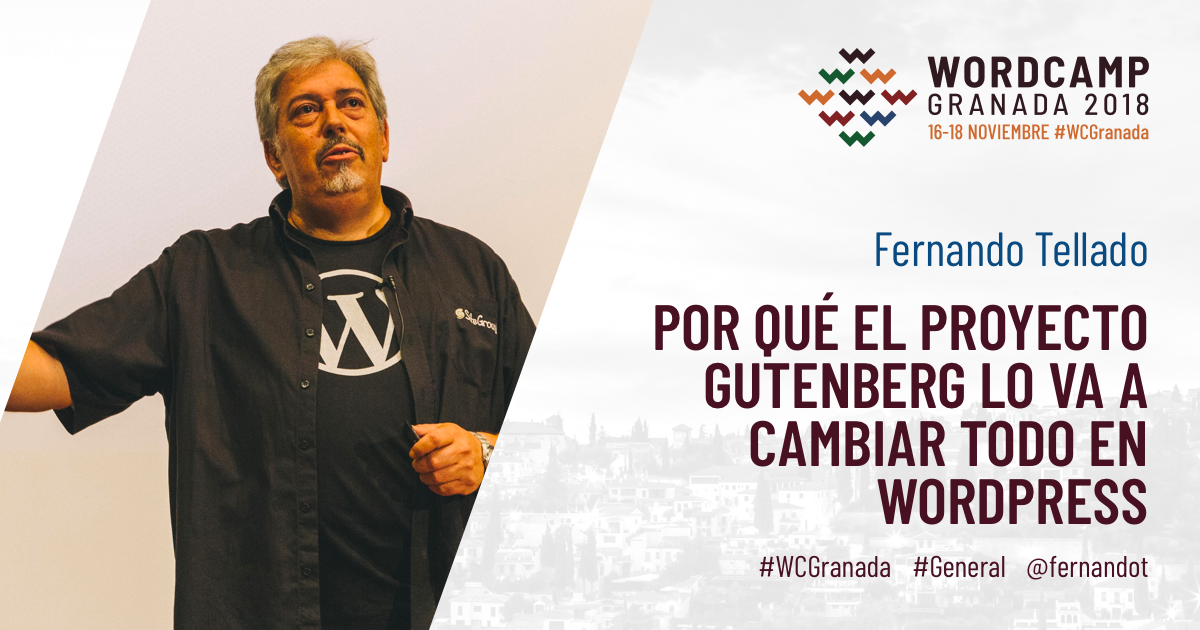 WORDCAMP
GRANADA 2018
16-18 NOVIEMBRE #WCGranada
Fernando Tellado
POR QUÉ EL PROYECTO
GUTENBERG LO VA A
CAMBIAR TODO EN
WORDPRESS
#WCGranada #General @fernandot
W
SiteGroun